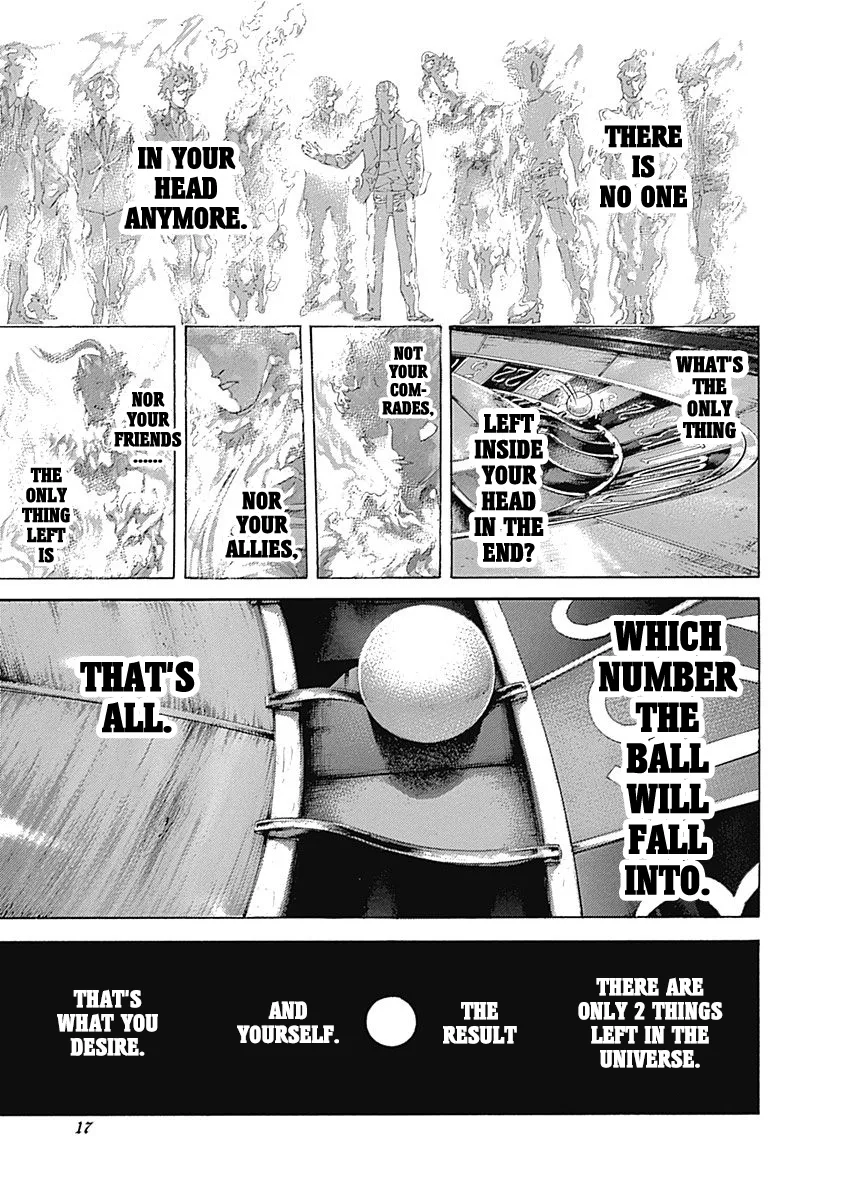 THERE
IS
NO ONE
IN YOUR
HEAD
ANYMORE.
WHAT'S
THE
ONLY
THING
LEFT
INSIDE
YOUR
HEAD
IN THE
END?
NOT
YOUR
COM-
RADES,
NOR
YOUR
ALLIES,
NOR
YOUR
FRIENDS
......
THE
ONLY
THING
LEFT
IS
WHICH
NUMBER
THE
BALL
WILL
FALL
INTO.
THAT'S
ALL.
THERE ARE
ONLY 2 THINGS
LEFT IN THE
UNIVERSE.
THE
RESULT
AND
YOURSELF.
THAT'S
WHAT YOU
DESIRE.
17